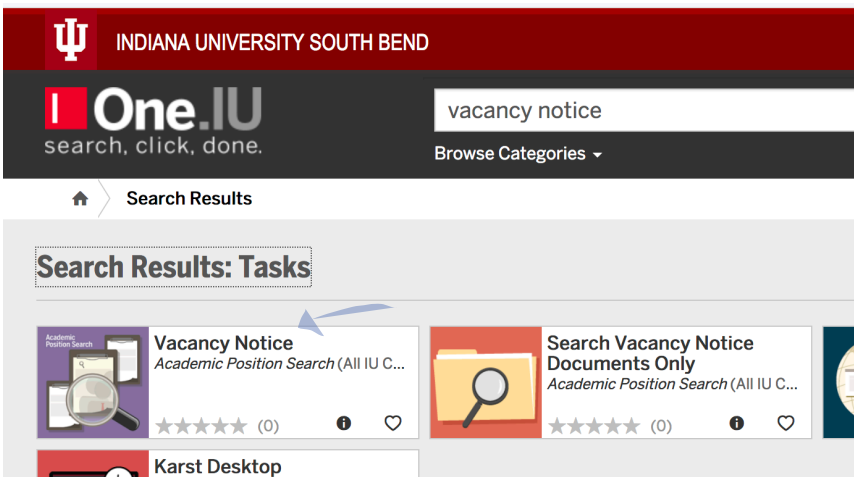 INDIANA UNIVERSITY SOUTH BEND
One.IU
search, click, done.
vacancy notice
Browse Categories
Search Results
Search Results: Tasks
Academic
Position Search
Vacancy Notice
Academic Position Search (All IU C...
(0)
Search Vacancy Notice
Documents Only
Academic Position Search (All IU C...
(0)
Karst Desktop